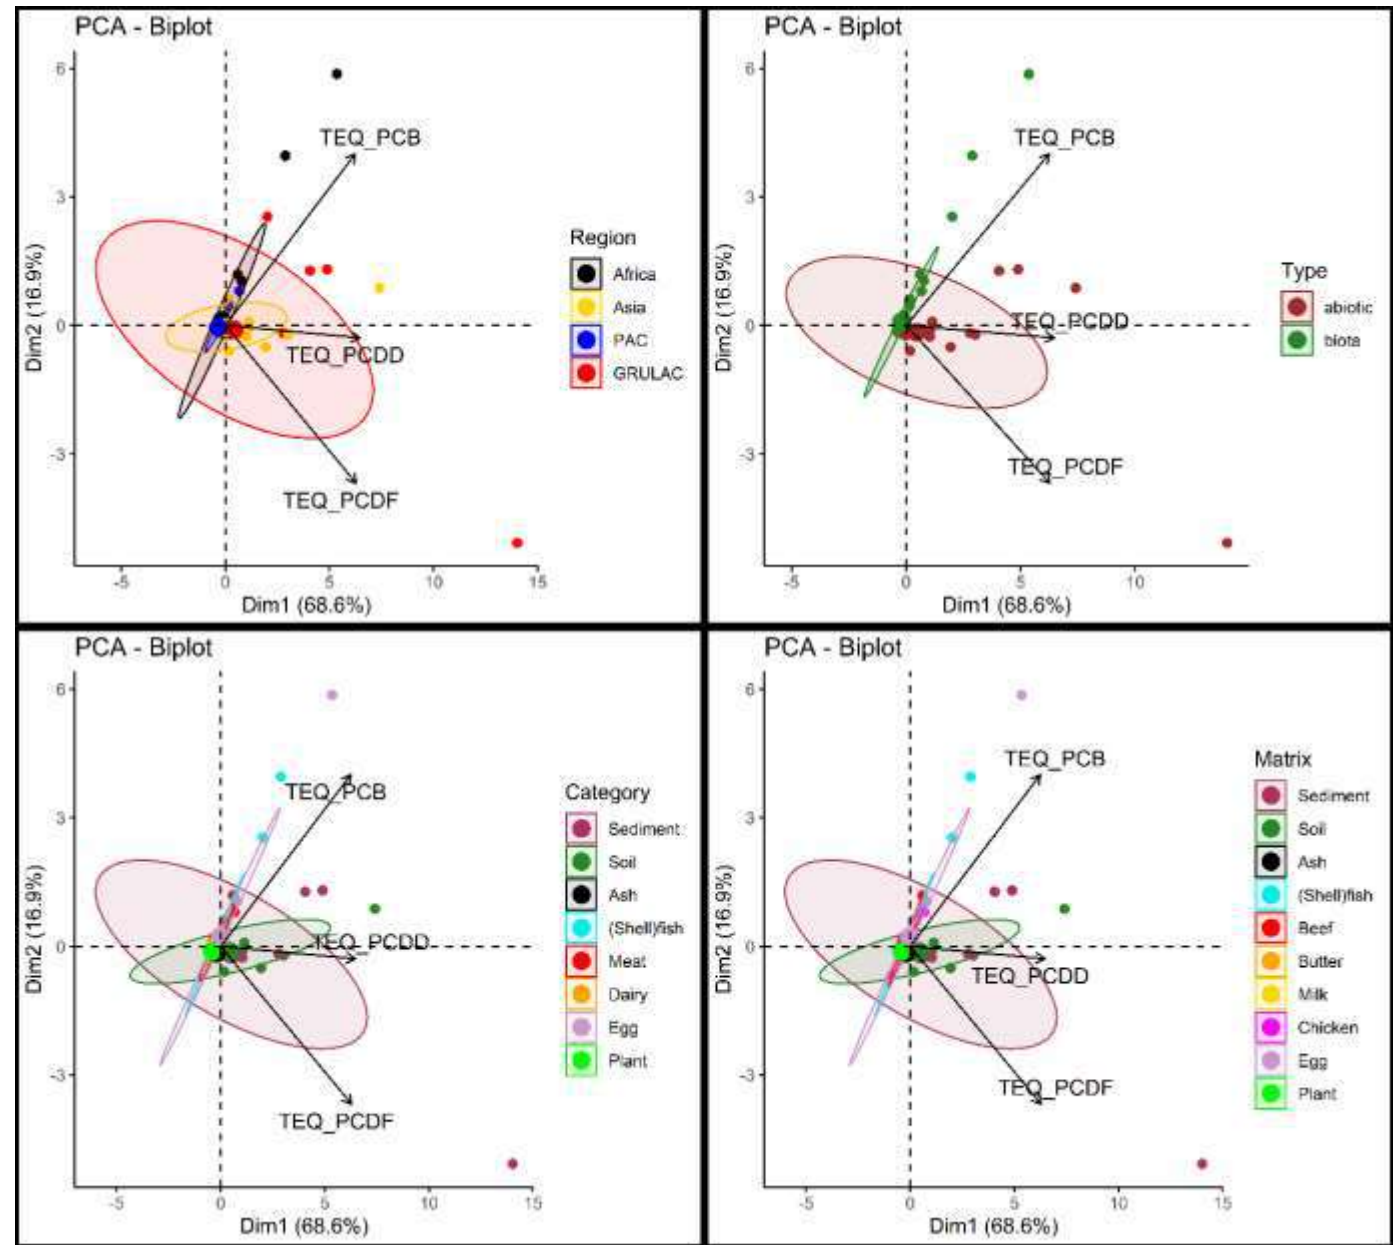 PCA - Biplot
6
3
0
-3
-5
0
5
10
15
Dim1 (68.6%)
Dim2 (16.9%)
TEQ_PCB
TEQ_PCDD
TEQ_PCDF
Region
Africa
Asia
PAC
GRULAC
PCA - Biplot
6
3
0
-3
-5
0
5
10
Dim1 (68.6%)
Dim2 (16.9%)
TEQ_PCB
TEQ_PCDD
TEQ_PCDF
Type
abiotic
biota
PCA - Biplot
6
3
0
-3
-5
0
5
10
15
Dim1 (68.6%)
Dim2 (16.9%)
TEQ_PCB
TEQ_PCDD
TEQ_PCDF
Category
Sediment
Soil
Ash
(Shell)fish
Meat
Dairy
Egg
Plant
PCA - Biplot
6
3
0
-3
-5
0
5
10
15
Dim1 (68.6%)
Dim2 (16.9%)
TEQ_PCB
TEQ_PCDD
TEQ_PCDF
Matrix
Sediment
Soil
Ash
(Shell)fish
Beef
Butter
Milk
Chicken
Egg
Plant